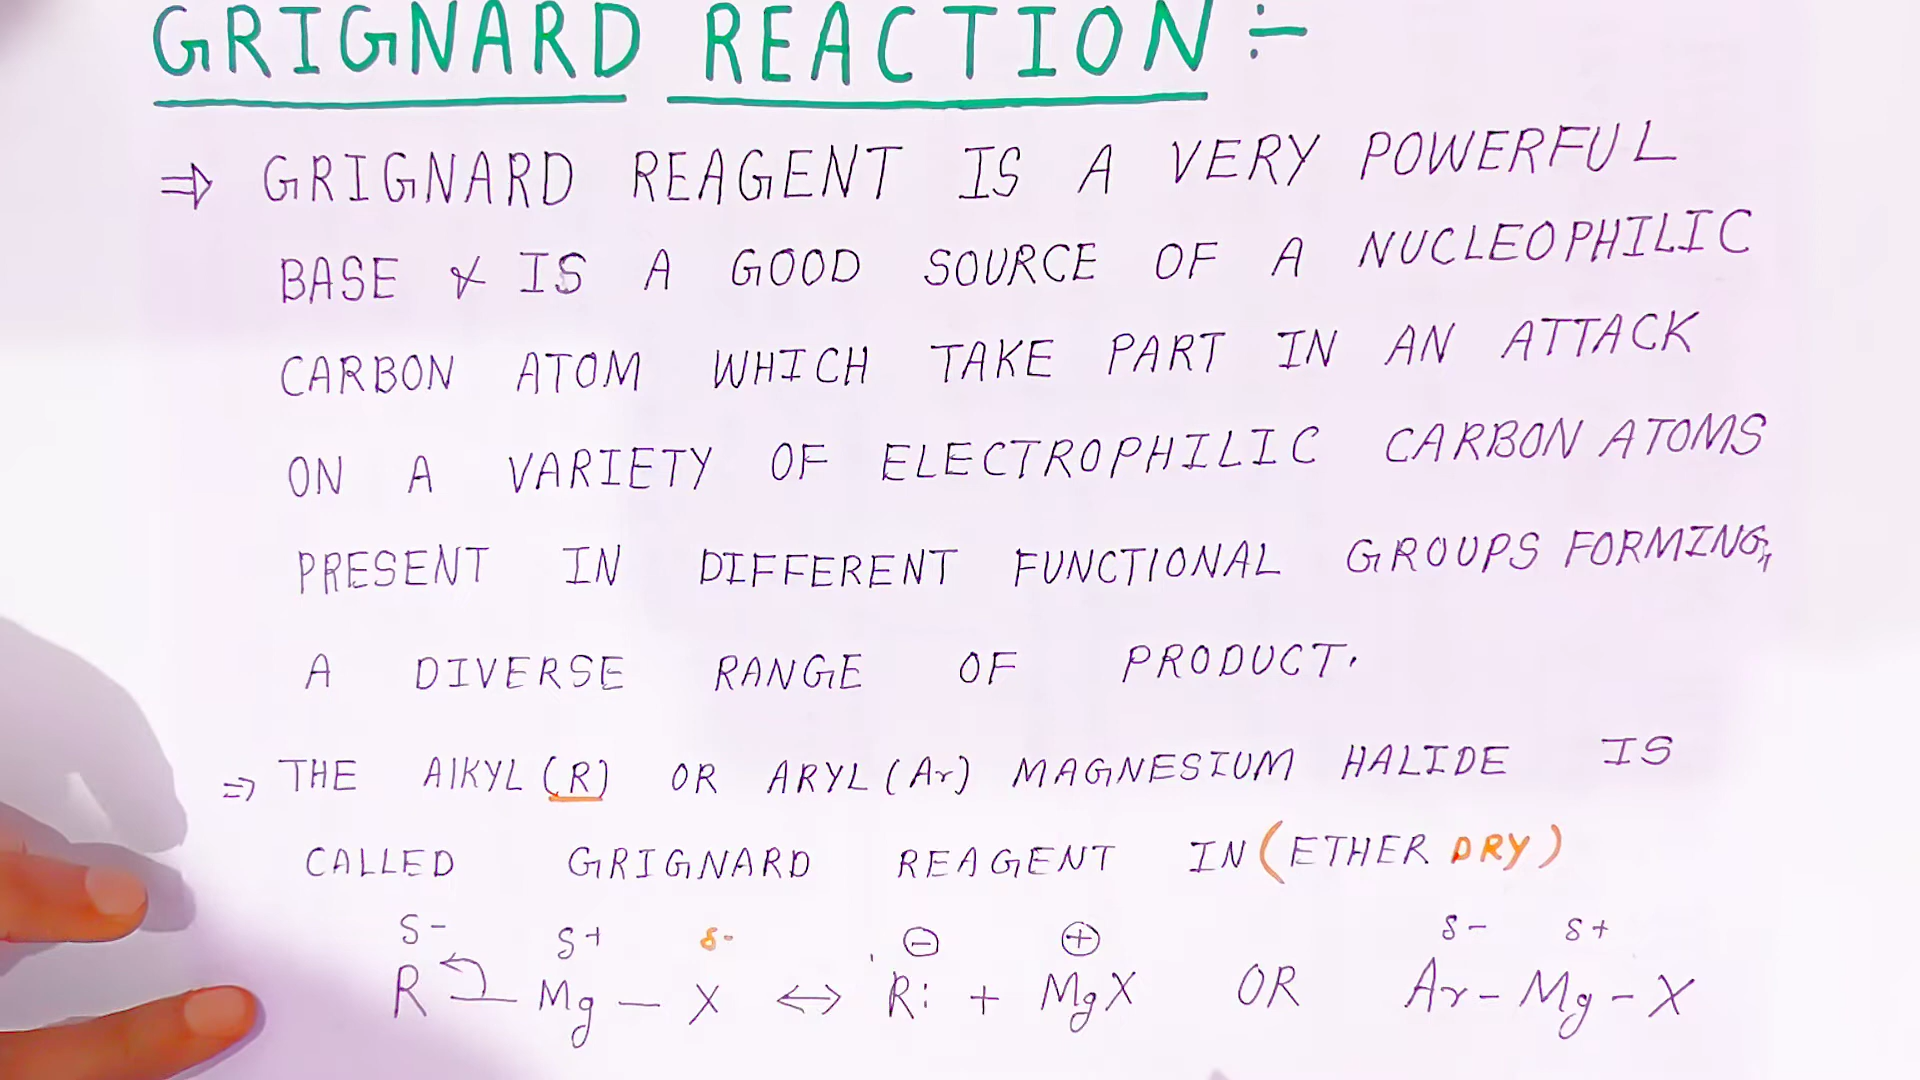 GRIGNARD REACTION :-
⇒ GRIGNARD REAGENT IS A VERY POWERFUL
BASE & IS A GOOD SOURCE OF A NUCLEOPHILIC
CARBON ATOM WHICH TAKE PART IN AN ATTACK
ON A VARIETY OF ELECTROPHILIC CARBON ATOMS
PRESENT IN DIFFERENT FUNCTIONAL GROUPS FORMING,
A DIVERSE RANGE OF PRODUCT.
⇒ THE AlKYL (R) OR ARYL (Ar) MAGNESIUM HALIDE IS
CALLED GRIGNARD REAGENT IN (ETHER DRY)
δ- δ+ δ- ⊖ ⊕ δ- δ+
R – Mg – X ↔ R: + MgX OR Ar - Mg - X